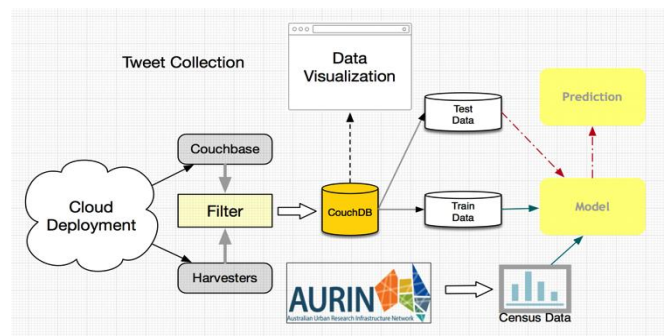 Tweet Collection
Data
Visualization
Test
Data
Prediction
Couchbase
Cloud
Deployment
Filter
CouchDB
Train
Data
Model
Harvesters
AURIN
Australian Urban Research Infrastructure Network
Census Data